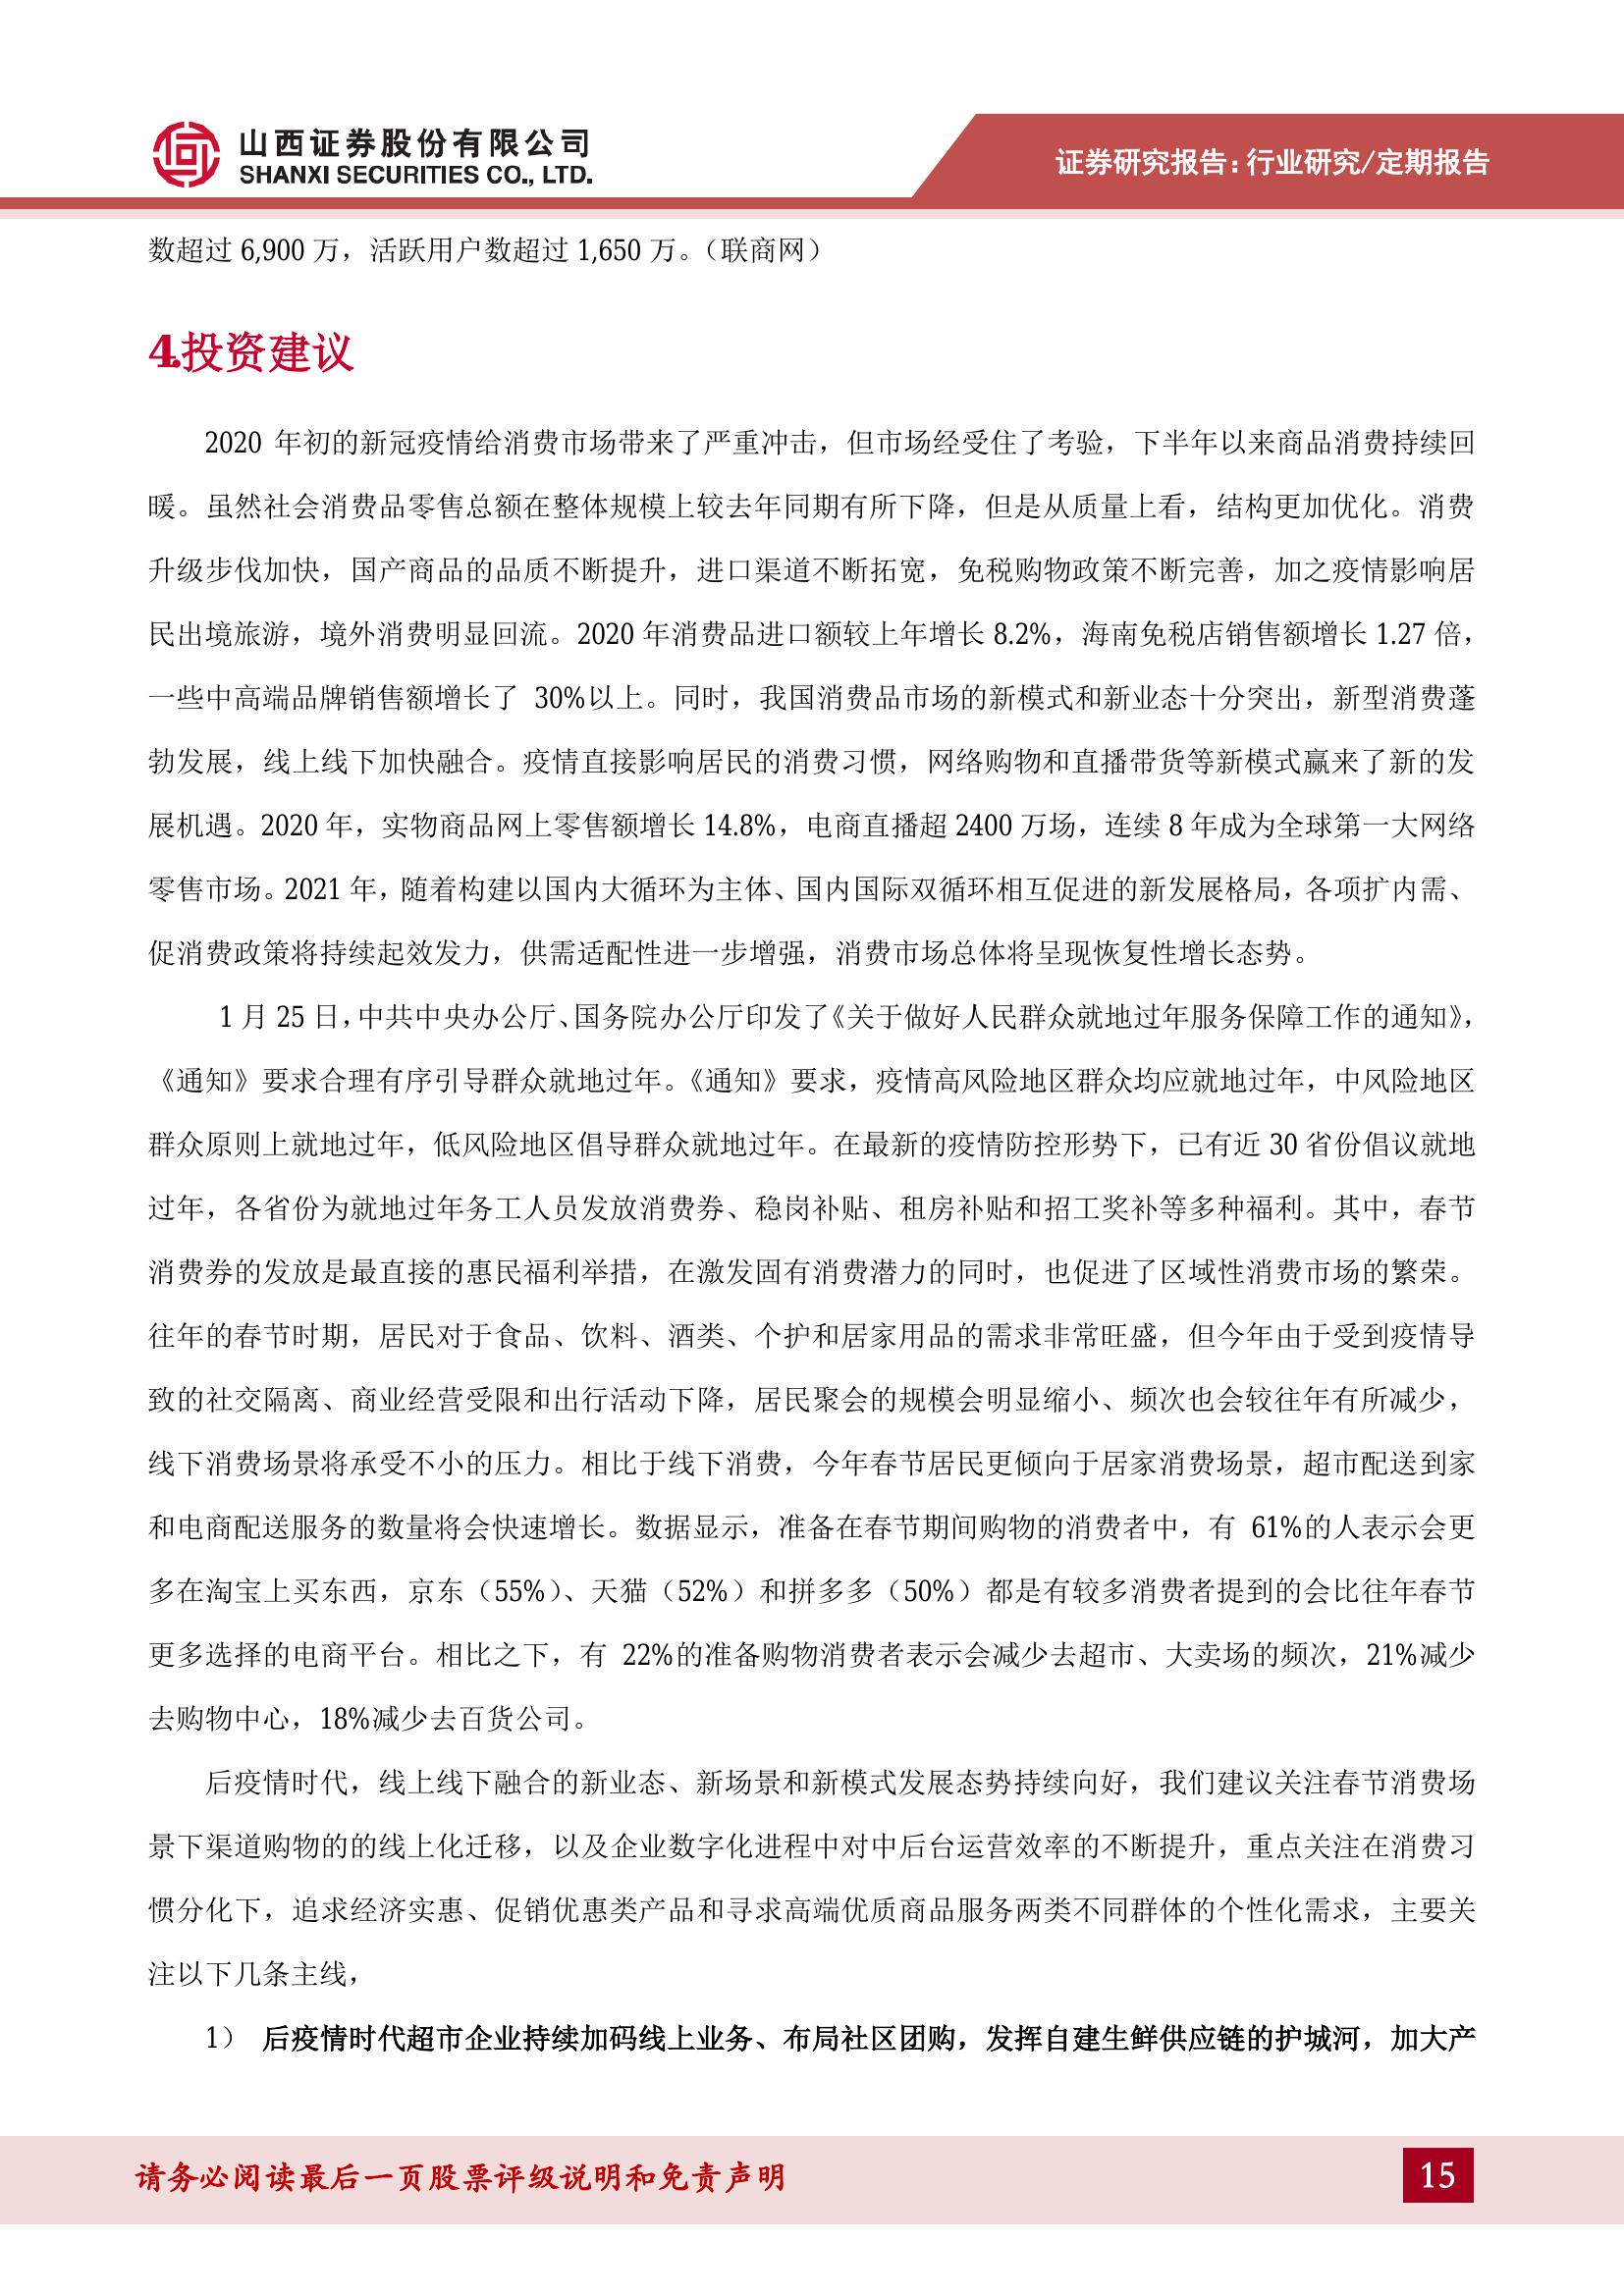 山西证券股份有限公司
SHANXI SECURITIES CO., LTD.
证券研究报告：行业研究/定期报告
数超过 6,900 万，活跃用户数超过 1,650 万。（联商网）
4.投资建议
2020 年初的新冠疫情给消费市场带来了严重冲击，但市场经受住了考验，下半年以来商品消费持续回
暖。虽然社会消费品零售总额在整体规模上较去年同期有所下降，但是从质量上看，结构更加优化。消费
升级步伐加快，国产商品的品质不断提升，进口渠道不断拓宽，免税购物政策不断完善，加之疫情影响居
民出境旅游，境外消费明显回流。2020 年消费品进口额较上年增长 8.2%，海南免税店销售额增长 1.27 倍，
一些中高端品牌销售额增长了 30%以上。同时，我国消费品市场的新模式和新业态十分突出，新型消费蓬
勃发展，线上线下加快融合。疫情直接影响居民的消费习惯，网络购物和直播带货等新模式赢来了新的发
展机遇。2020 年，实物商品网上零售额增长 14.8%，电商直播超 2400 万场，连续 8 年成为全球第一大网络
零售市场。2021 年，随着构建以国内大循环为主体、国内国际双循环相互促进的新发展格局，各项扩内需、
促消费政策将持续起效发力，供需适配性进一步增强，消费市场总体将呈现恢复性增长态势。
1 月 25 日，中共中央办公厅、国务院办公厅印发了《关于做好人民群众就地过年服务保障工作的通知》，
《通知》要求合理有序引导群众就地过年。《通知》要求，疫情高风险地区群众均应就地过年，中风险地区
群众原则上就地过年，低风险地区倡导群众就地过年。在最新的疫情防控形势下，已有近 30 省份倡议就地
过年，各省份为就地过年务工人员发放消费券、稳岗补贴、租房补贴和招工奖补等多种福利。其中，春节
消费券的发放是最直接的惠民福利举措，在激发固有消费潜力的同时，也促进了区域性消费市场的繁荣。
往年的春节时期，居民对于食品、饮料、酒类、个护和居家用品的需求非常旺盛，但今年由于受到疫情导
致的社交隔离、商业经营受限和出行活动下降，居民聚会的规模会明显缩小、频次也会较往年有所减少，
线下消费场景将承受不小的压力。相比于线下消费，今年春节居民更倾向于居家消费场景，超市配送到家
和电商配送服务的数量将会快速增长。数据显示，准备在春节期间购物的消费者中，有 61%的人表示会更
多在淘宝上买东西，京东（55%）、天猫（52%）和拼多多（50%）都是有较多消费者提到的会比往年春节
更多选择的电商平台。相比之下，有 22%的准备购物消费者表示会减少去超市、大卖场的频次，21%减少
去购物中心，18%减少去百货公司。
后疫情时代，线上线下融合的新业态、新场景和新模式发展态势持续向好，我们建议关注春节消费场
景下渠道购物的的线上化迁移，以及企业数字化进程中对中后台运营效率的不断提升，重点关注在消费习
惯分化下，追求经济实惠、促销优惠类产品和寻求高端优质商品服务两类不同群体的个性化需求，主要关
注以下几条主线，
1） 后疫情时代超市企业持续加码线上业务、布局社区团购，发挥自建生鲜供应链的护城河，加大产
请务必阅读最后一页股票评级说明和免责声明
15